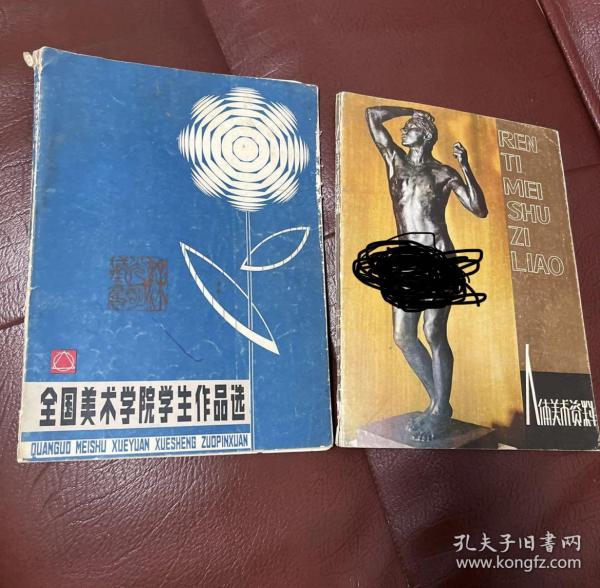 全国美术学院学生作品选
QUANGUO MEISHU XUEYUAN XUESHENG ZUOPINXUAN
REN
TI
MEI
SHU
ZI
LIAO
人体美术资料
孔夫子旧书网
www.kongfz.com